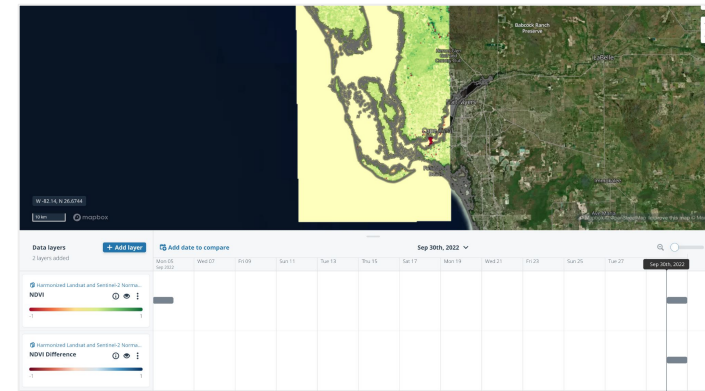 Babcock Ranch
Preserve
LaBelle
W -82.14, N 26.6744
10 km
mapbox
Data layers
+ Add layer
2 layers added
Add date to compare
Sep 30th, 2022
Mon 05
Sep 2022
Wed 07
Fri 09
Sun 11
Tue 13
Thu 15
Sat 17
Mon 19
Wed 21
Fri 23
Sun 25
Tue 27
Sep 30th, 2022
Harmonized Landsat and Sentinel-2 Norma...
NDVI
-1
1
Harmonized Landsat and Sentinel-2 Norma...
NDVI Difference
-1
1